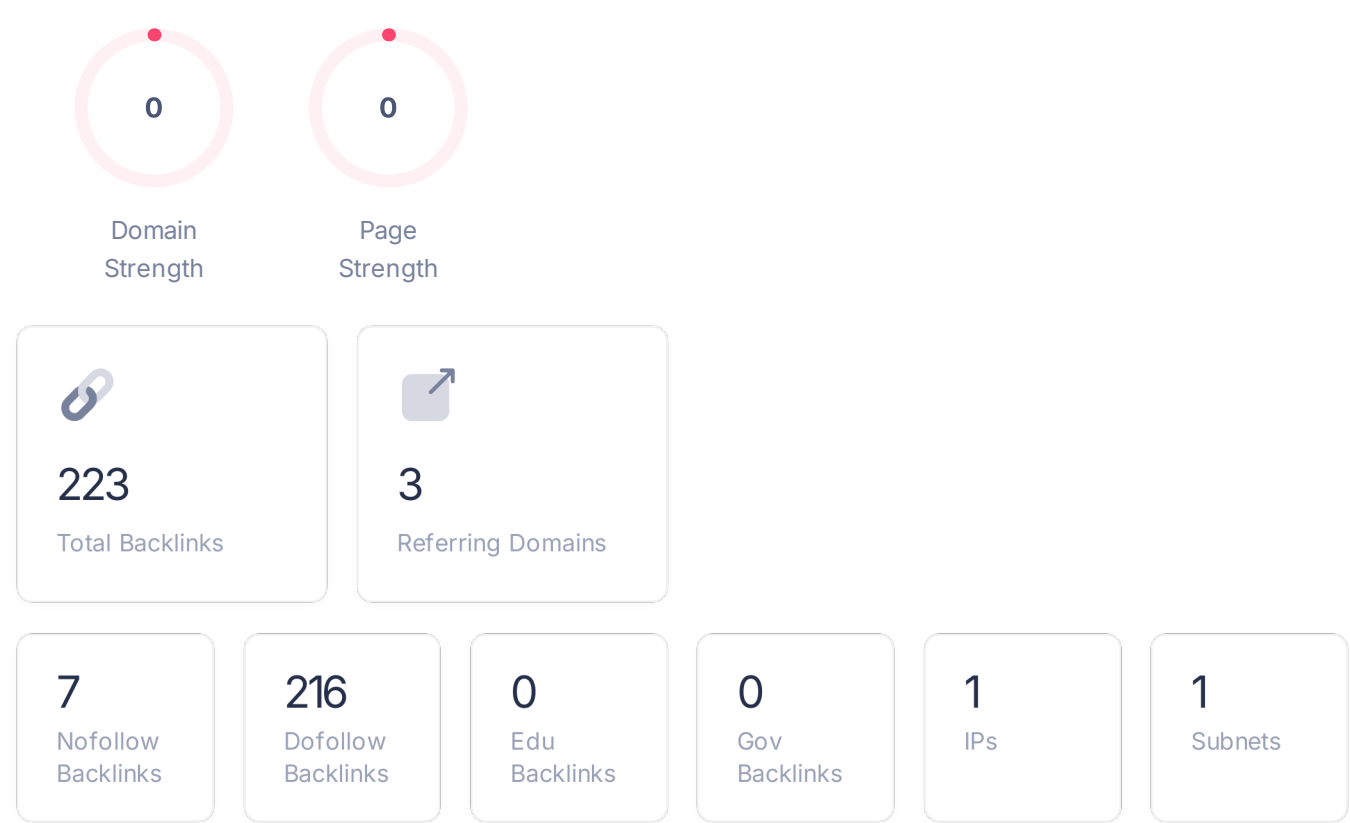 0
0
Domain
Strength
Page
Strength
223
Total Backlinks
3
Referring Domains
7
Nofollow
Backlinks
216
Dofollow
Backlinks
0
Edu
Backlinks
0
Gov
Backlinks
1
IPs
1
Subnets